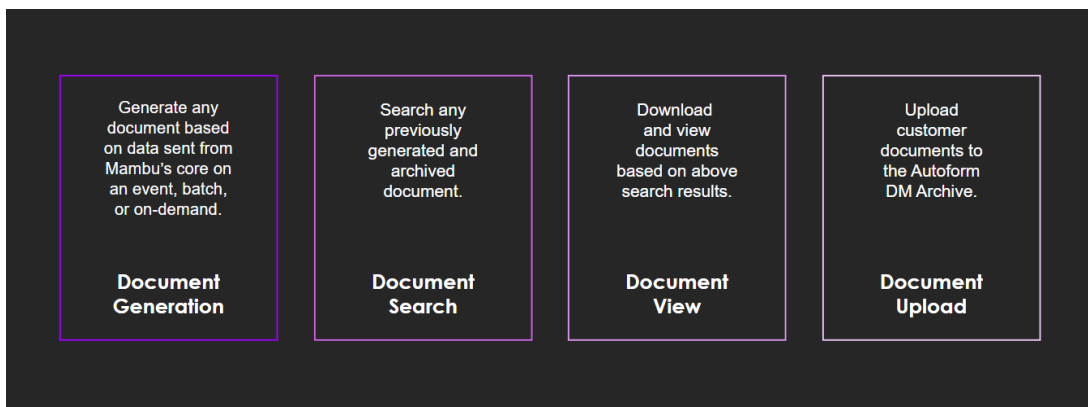 Generate any
document based
on data sent from
Mambu's core on
an event, batch,
or on-demand.
Document
Generation
Search any
previously
generated and
archived
document.
Document
Search
Download
and view
documents
based on above
search results.
Document
View
Upload
customer
documents to
the Autoform
DM Archive.
Document
Upload